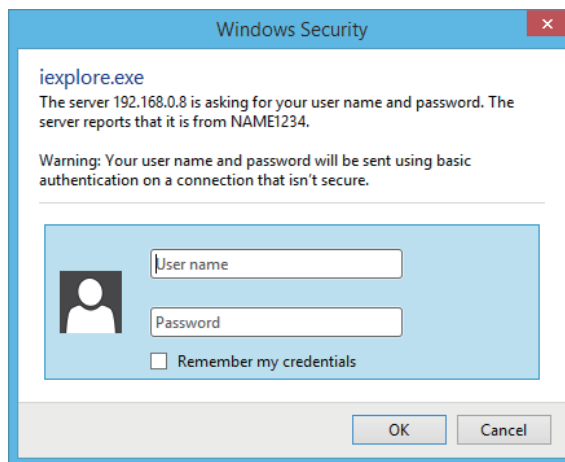 Windows Security
iexplore.exe
The server 192.168.0.8 is asking for your user name and password. The
server reports that it is from NAME1234.
Warning: Your user name and password will be sent using basic
authentication on a connection that isn't secure.
User name
Password
Remember my credentials
OK
Cancel